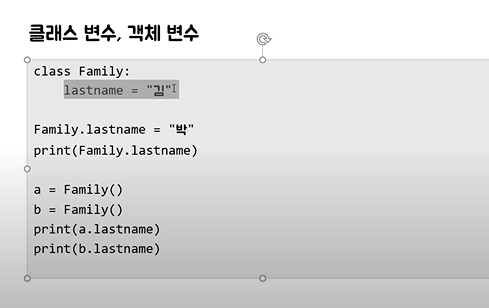 클래스 변수, 객체 변수
class Family:
    lastname = "김"
Family.lastname = "박"
print(Family.lastname)
a = Family()
b = Family()
print(a.lastname)
print(b.lastname)